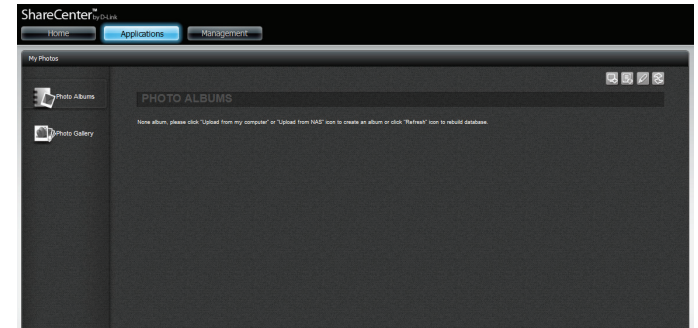 ShareCenter™ by D-Link
Home Applications Management
My Photos
Photo Albums
PHOTO ALBUMS
None album, please click "Upload from my computer" or "Upload from NAS" icon to create an album or click "Refresh" icon to rebuild database.
Photo Gallery